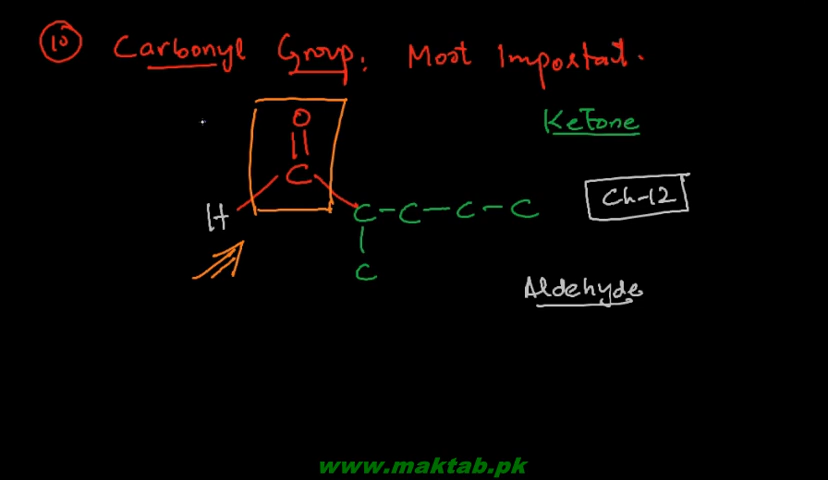 10 Carbonyl Group: Most Important.
O
Ketone
C
Ch-12
H C - C - C - C
C
Aldehyde
www.maktab.pk